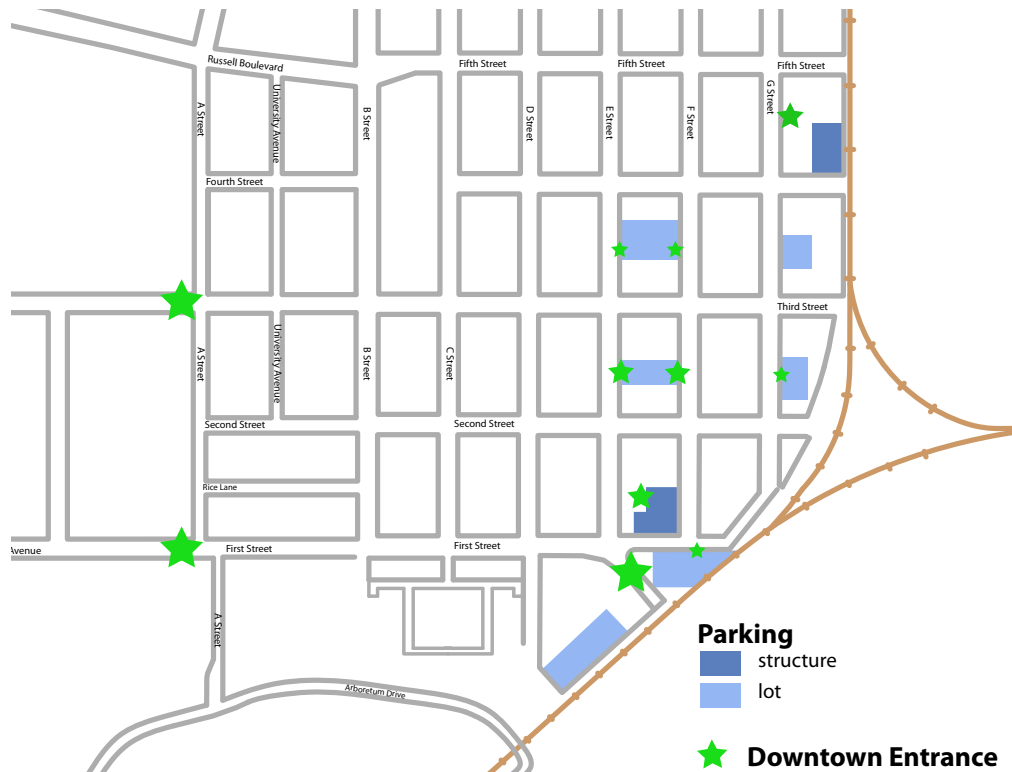 Russell Boulevard
Fifth Street
Fifth Street
Fifth Street
A Street
University Avenue
B Street
D Street
E Street
F Street
G Street
Fourth Street
Third Street
A Street
University Avenue
B Street
C Street
Second Street
Second Street
Rice Lane
Avenue
First Street
First Street
A Street
Arboretum Drive
Parking
structure
lot
Downtown Entrance